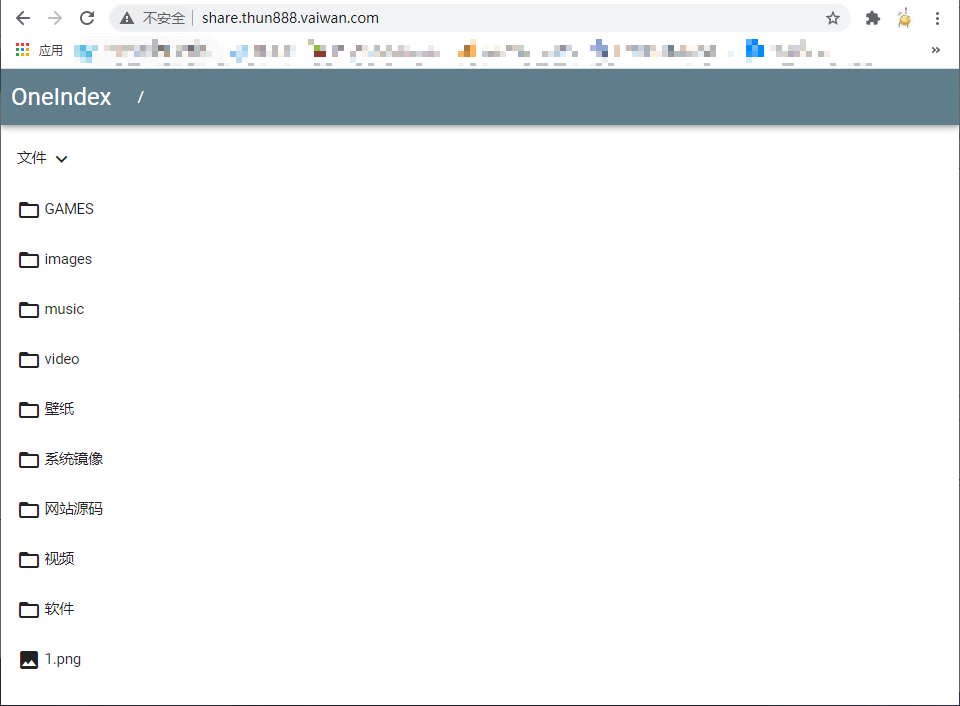 不安全 share.thun888.vaiwan.com
应用 »
OneIndex /
文件
GAMES
images
music
video
壁纸
系统镜像
网站源码
视频
软件
1.png